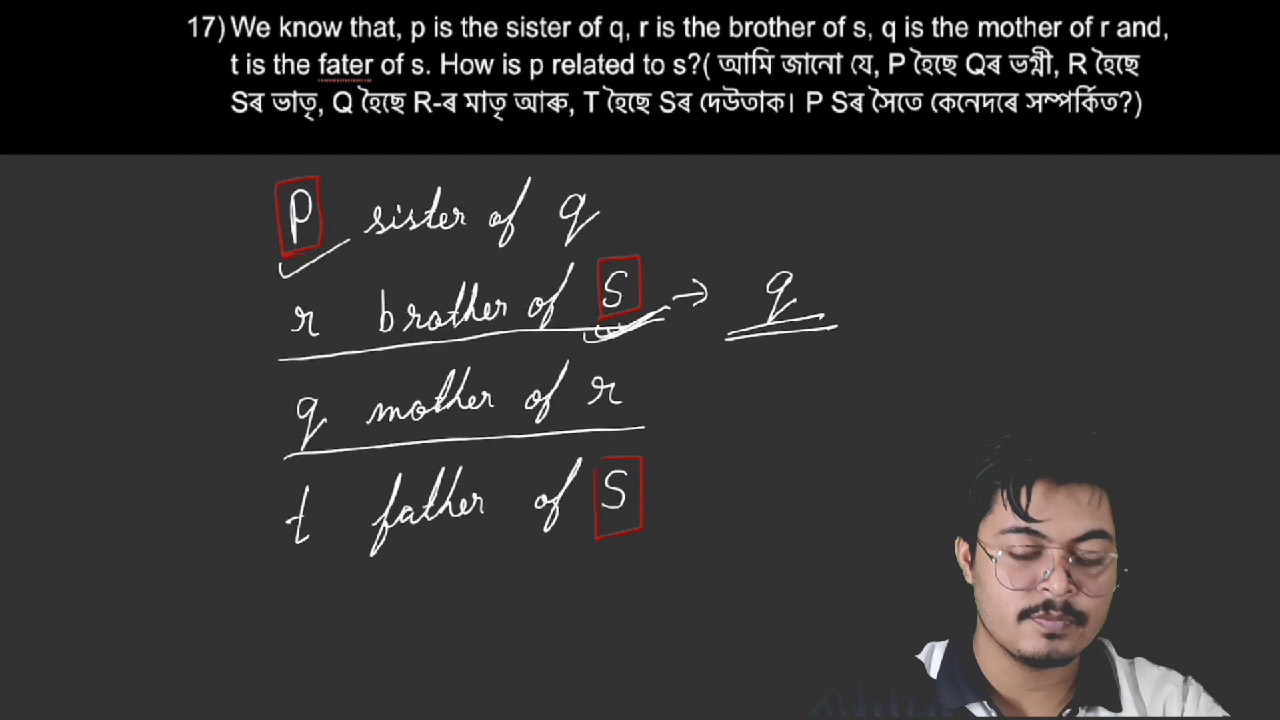 17) We know that, p is the sister of q, r is the brother of s, q is the mother of r and,
t is the fater of s. How is p related to s?( আমি জানো যে, P হৈছে Qৰ ভগ্নী, R হৈছে
Sৰ ভাতৃ, Q হৈছে R-ৰ মাতৃ আৰু, T হৈছে Sৰ দেউতাক। P Sৰ সৈতে কেনেদৰে সম্পৰ্কিত?)
P sister of q
r brother of S → q
q mother of r
t father of S